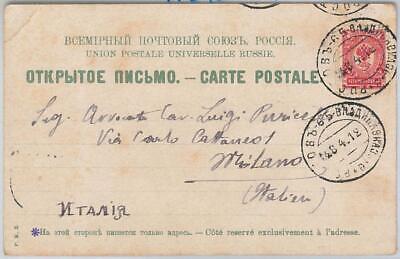 ВСЕМІРНЫЙ ПОЧТОВЫЙ СОЮЗЪ. РОССІЯ.
UNION POSTALE UNIVERSELLE RUSSIE.
ОТКРЫТОЕ ПИСЬМО. — CARTE POSTALE.
Sig. Avvocato Cav. Luigi
Via Carlo Cattaneo 1
Milano
(Italien)
ИТАЛІЯ
На этой сторонѣ пишется только адресъ. — Côté reservé exclusivement à l'adresse.